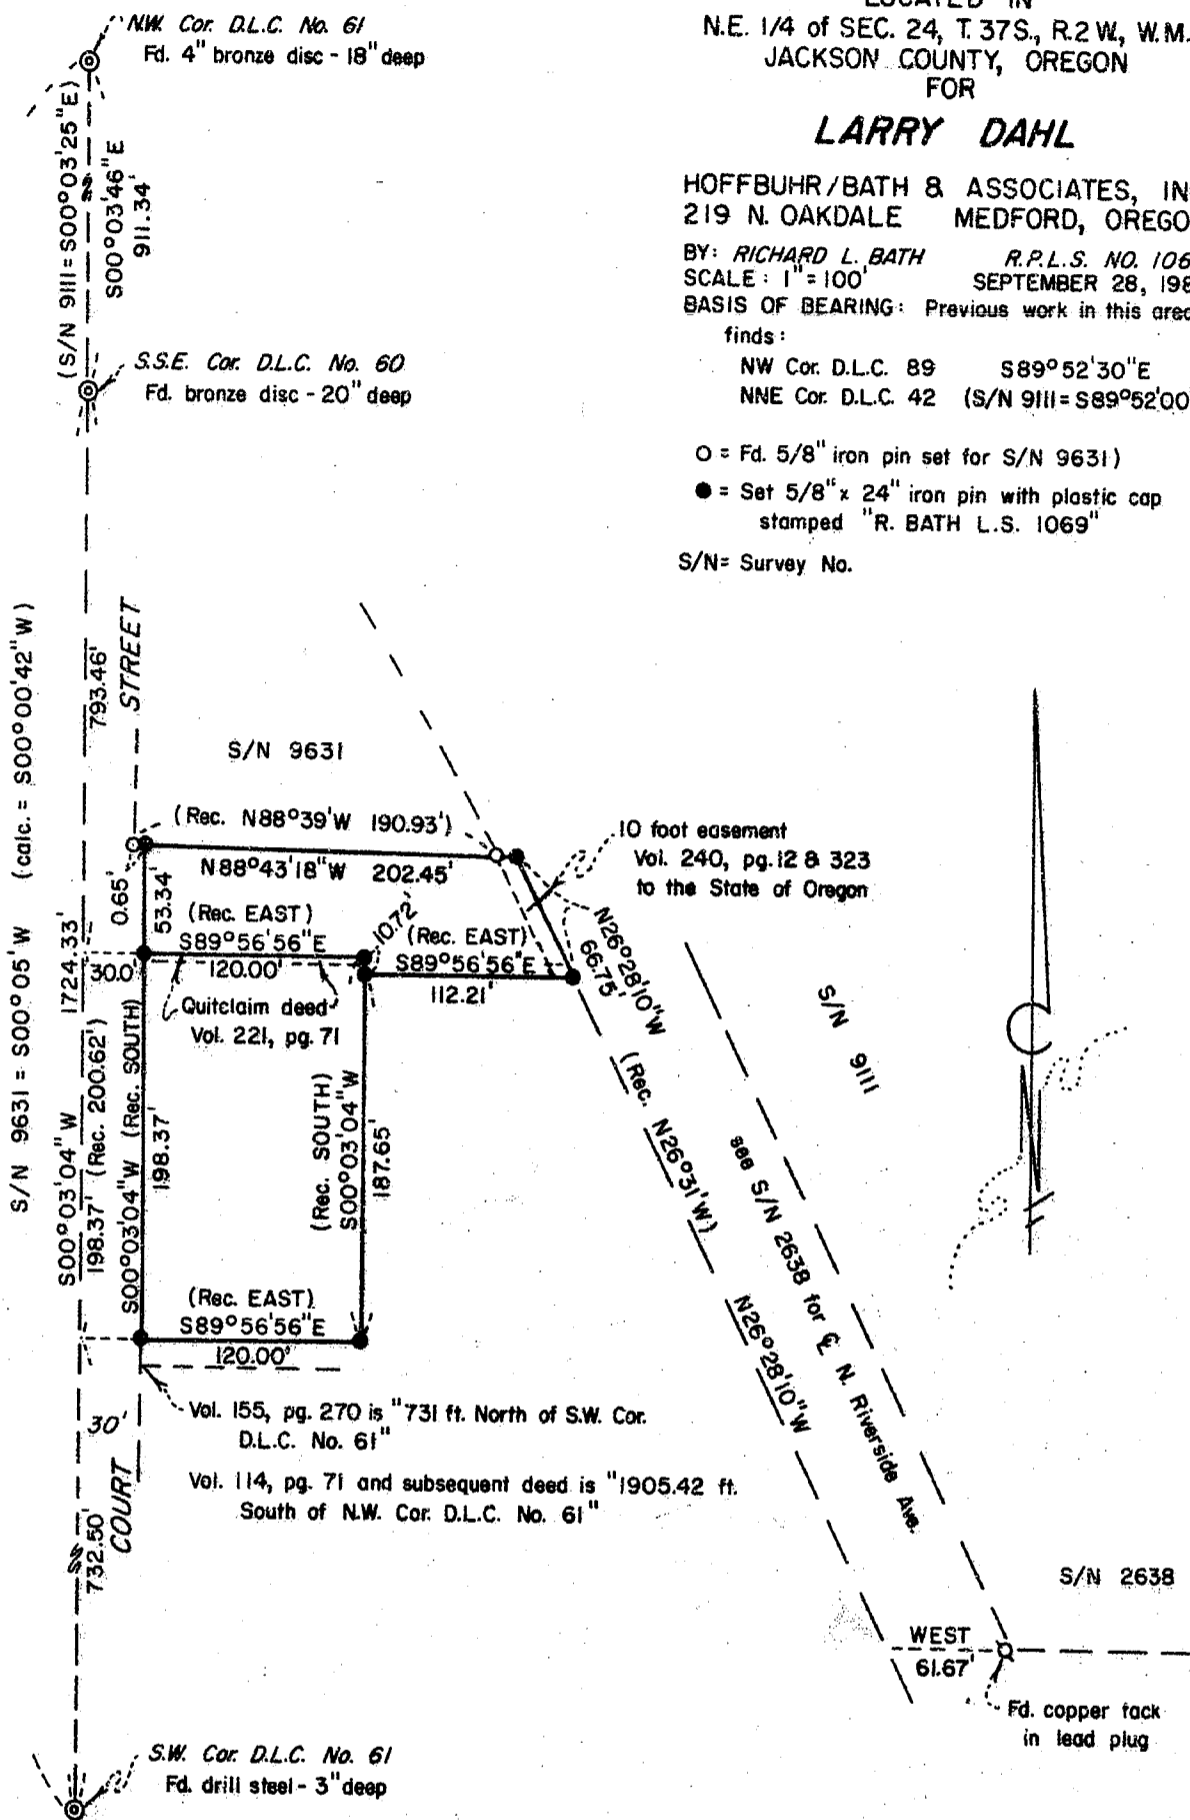 LOCATED IN
N.E. 1/4 of SEC. 24, T. 37S., R.2 W., W.M.
JACKSON COUNTY, OREGON
FOR
LARRY DAHL
HOFFBUHR/BATH & ASSOCIATES, IN
219 N. OAKDALE MEDFORD, OREGO
BY: RICHARD L. BATH R.P.L.S. NO. 106
SCALE: 1"=100' SEPTEMBER 28, 198
BASIS OF BEARING: Previous work in this area
finds:
NW Cor. D.L.C. 89 S89°52'30"E
NNE Cor. D.L.C. 42 (S/N 9111=S89°52'00
O = Fd. 5/8" iron pin set for S/N 9631)
● = Set 5/8" x 24" iron pin with plastic cap
stamped "R. BATH L.S. 1069"
S/N= Survey No.
N.W. Cor. D.L.C. No. 61
Fd. 4" bronze disc - 18" deep
(S/N 9111=S00°03'25"E)
S00°03'46"E
911.34'
S.S.E. Cor. D.L.C. No. 60
Fd. bronze disc - 20" deep
S/N 9631 = S00°05'W (calc. = S00°00'42"W)
1724.33'
793.46'
STREET
S/N 9631
(Rec. N88°39'W 190.93')
N88°43'18"W 202.45'
10 foot easement
Vol. 240, pg. 12 & 323
to the State of Oregon
0.65'
53.34'
(Rec. EAST)
S89°56'56"E
120.00'
10.72'
(Rec. EAST)
S89°56'56"E
112.21'
N26°28'10"W
66.75'
30.0'
Quitclaim deed
Vol. 221, pg. 71
S00°03'04"W
198.37' (Rec. 200.62')
S00°03'04"W (Rec. SOUTH)
198.37'
(Rec. SOUTH)
S00°03'04"W
187.65'
(Rec. N26°31'W)
N26°28'10"W
see S/N 2638 for ℄ N. Riverside Ave.
S/N 9111
N
(Rec. EAST)
S89°56'56"E
120.00'
Vol. 155, pg. 270 is "731 ft. North of S.W. Cor.
D.L.C. No. 61"
Vol. 114, pg. 71 and subsequent deed is "1905.42 ft.
South of N.W. Cor. D.L.C. No. 61"
30'
COURT
732.50'
S/N 2638
WEST
61.67'
Fd. copper tack
in lead plug
S.W. Cor. D.L.C. No. 61
Fd. drill steel - 3" deep